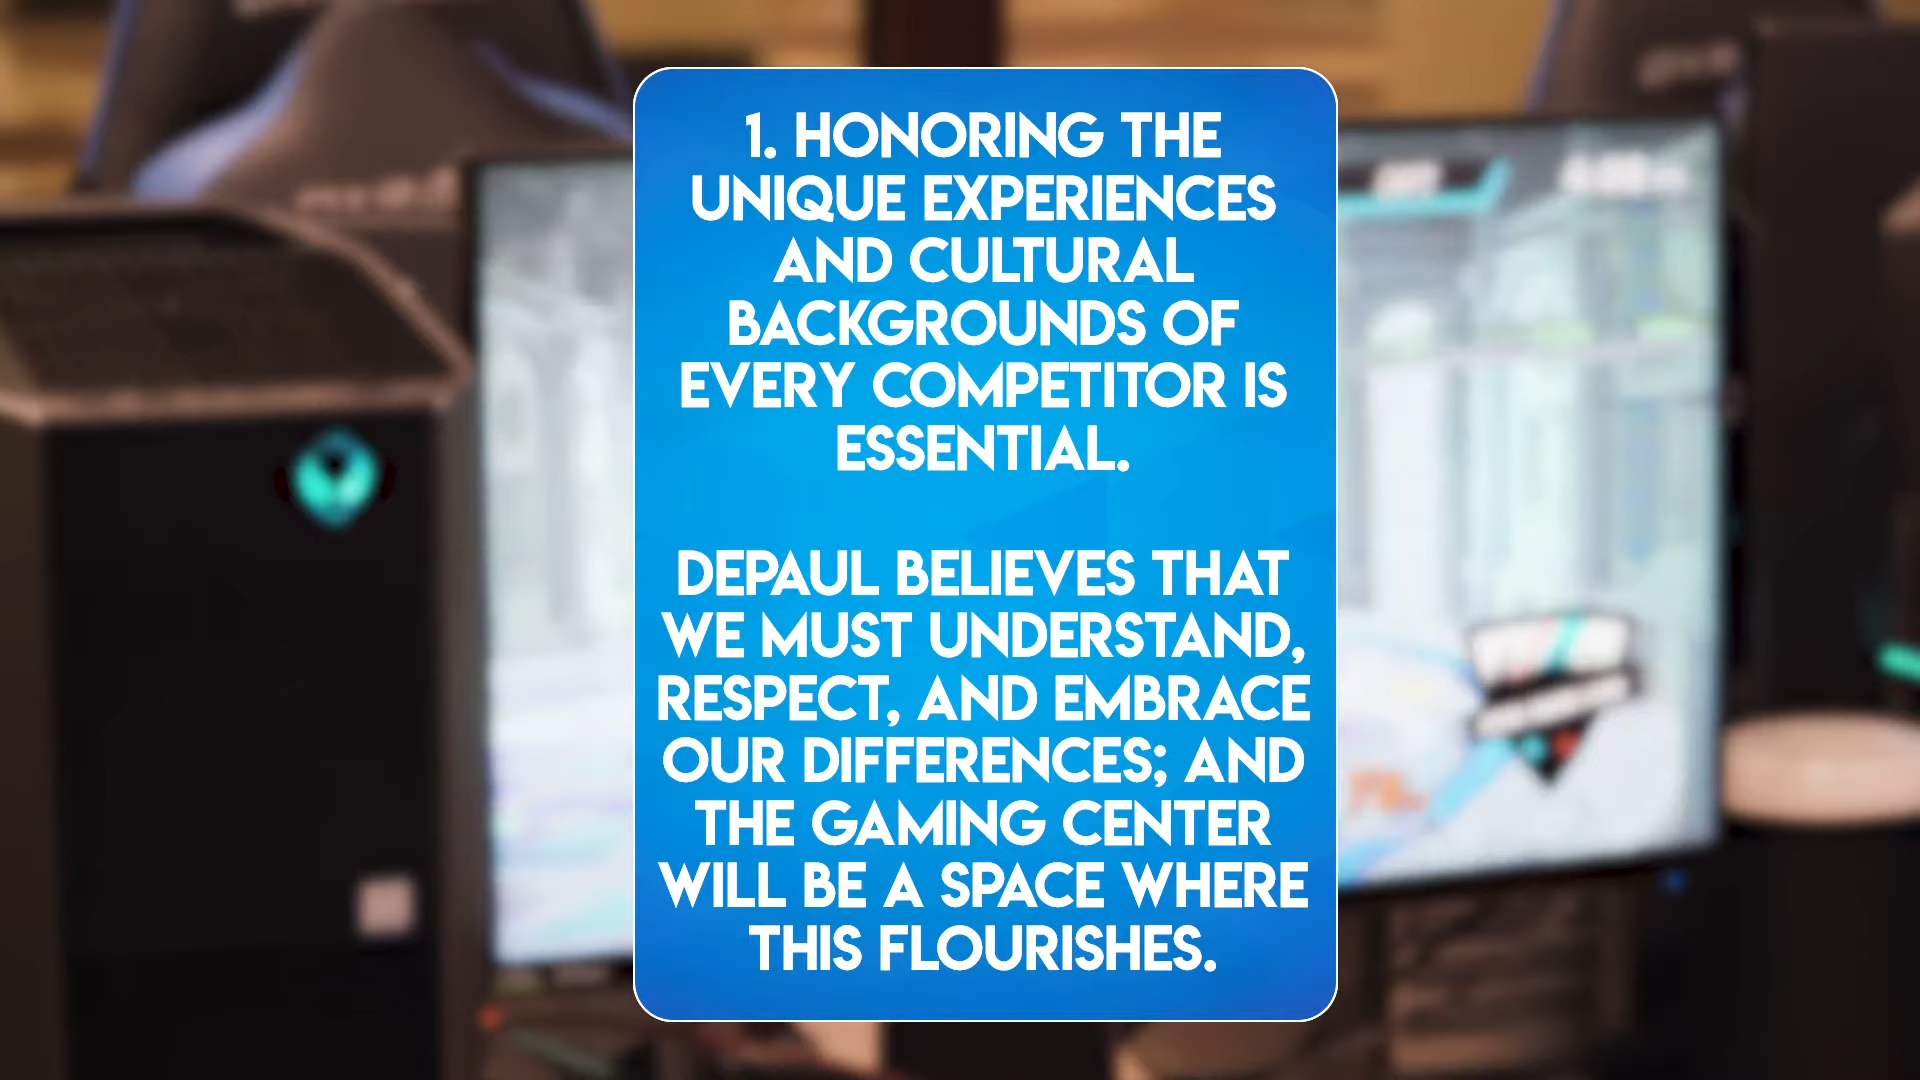 1. HONORING THE
UNIQUE EXPERIENCES
AND CULTURAL
BACKGROUNDS OF
EVERY COMPETITOR IS
ESSENTIAL.
DEPAUL BELIEVES THAT
WE MUST UNDERSTAND,
RESPECT, AND EMBRACE
OUR DIFFERENCES; AND
THE GAMING CENTER
WILL BE A SPACE WHERE
THIS FLOURISHES.